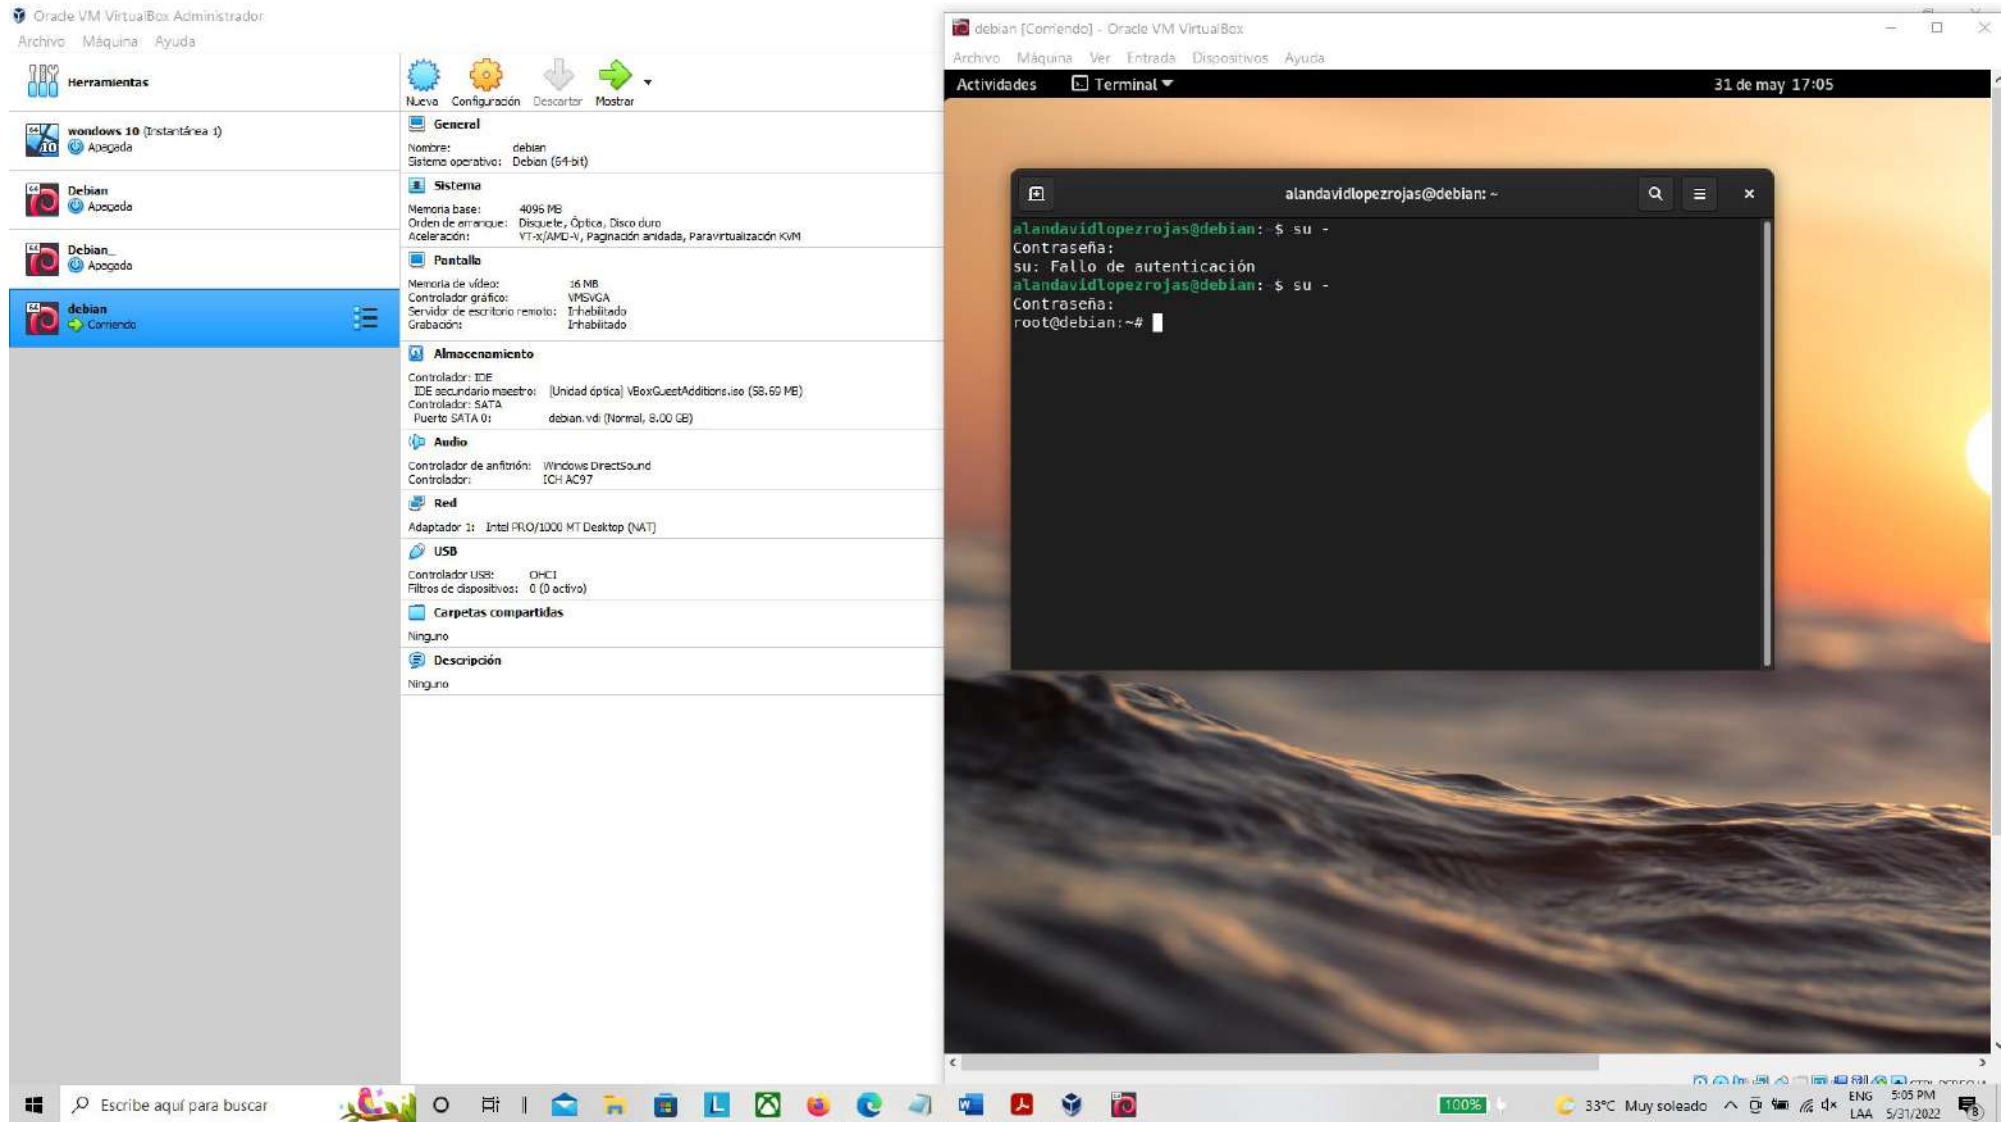 Oracle VM VirtualBox Administrador
Archivo Máquina Ayuda
Herramientas
wondows 10 (Instantánea 1)
Apagada
Debian
Apagada
Debian_
Apagada
debian
Corriendo
Nueva Configuración Descartar Mostrar
General
Nombre: debian
Sistema operativo: Debian (64-bit)
Sistema
Memoria base: 4096 MB
Orden de arranque: Disquete, Óptica, Disco duro
Aceleración: VT-x/AMD-V, Paginación anidada, Paravirtualización KVM
Pantalla
Memoria de vídeo: 16 MB
Controlador gráfico: VMSVGA
Servidor de escritorio remoto: Inhabilitado
Grabación: Inhabilitado
Almacenamiento
Controlador: IDE
IDE secundario maestro: [Unidad óptica] VBoxGuestAdditions.iso (58.69 MB)
Controlador: SATA
Puerto SATA 0: debian.vdi (Normal, 8.00 GB)
Audio
Controlador de anfitrión: Windows DirectSound
Controlador: ICH AC97
Red
Adaptador 1: Intel PRO/1000 MT Desktop (NAT)
USB
Controlador USB: OHCI
Filtros de dispositivos: 0 (0 activo)
Carpetas compartidas
Ninguno
Descripción
Ninguno
debian [Corriendo] - Oracle VM VirtualBox
Archivo Máquina Ver Entrada Dispositivos Ayuda
Actividades Terminal 31 de may 17:05
alandavidlopezrojas@debian: ~
alandavidlopezrojas@debian:~$ su -
Contraseña:
su: Fallo de autenticación
alandavidlopezrojas@debian:~$ su -
Contraseña:
root@debian:~#
Escribe aquí para buscar
100%
33°C Muy soleado
ENG
LAA
5:05 PM
5/31/2022